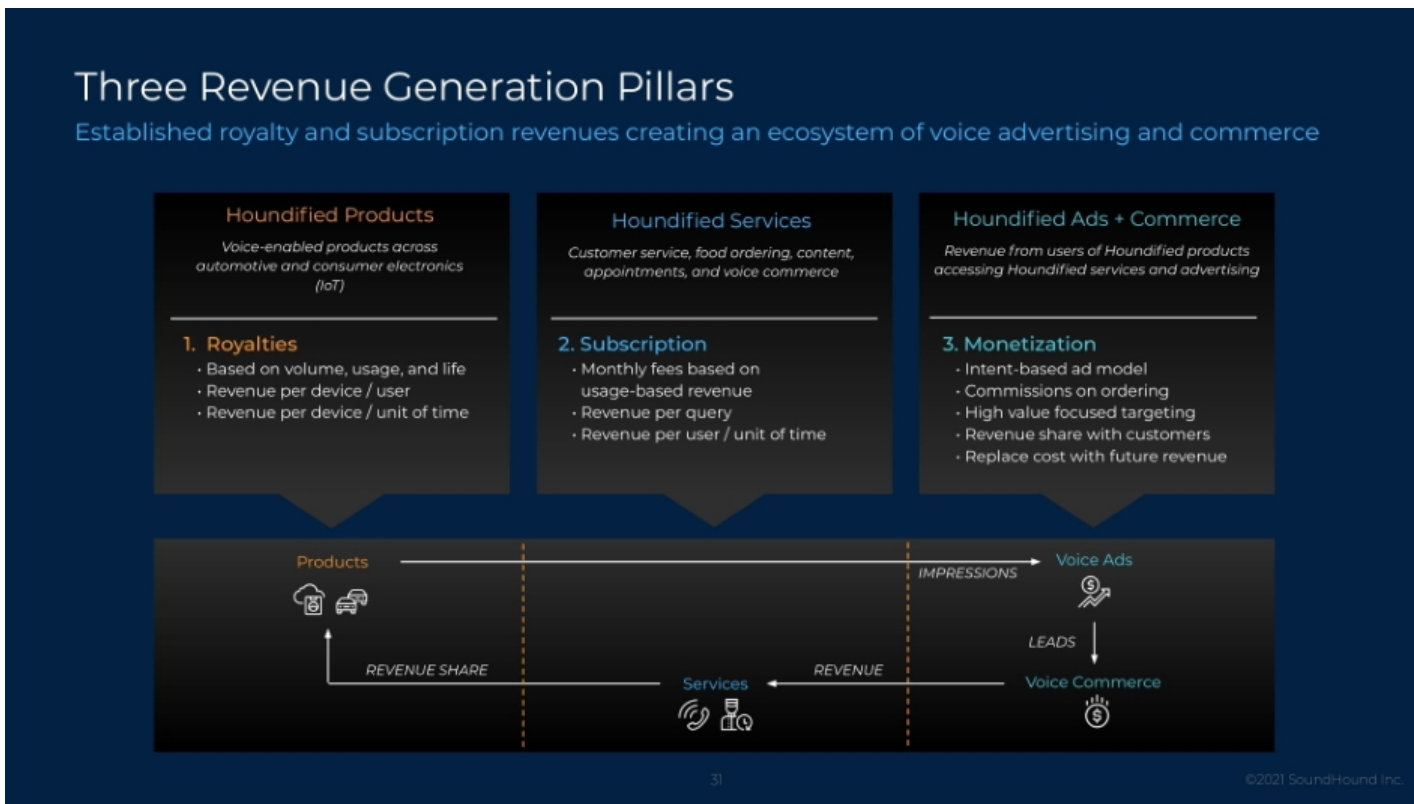 Three Revenue Generation Pillars
Established royalty and subscription revenues creating an ecosystem of voice advertising and commerce
Houndified Products
Voice-enabled products across
automotive and consumer electronics
(IoT)
1. Royalties
· Based on volume, usage, and life
· Revenue per device / user
· Revenue per device / unit of time
Houndified Services
Customer service, food ordering, content,
appointments, and voice commerce
2. Subscription
· Monthly fees based on
usage-based revenue
· Revenue per query
· Revenue per user / unit of time
Houndified Ads + Commerce
Revenue from users of Houndified products
accessing Houndified services and advertising
3. Monetization
· Intent-based ad model
· Commissions on ordering
· High value focused targeting
· Revenue share with customers
· Replace cost with future revenue
Products
IMPRESSIONS
Voice Ads
LEADS
Voice Commerce
REVENUE
Services
REVENUE SHARE
31
©2021 SoundHound Inc.